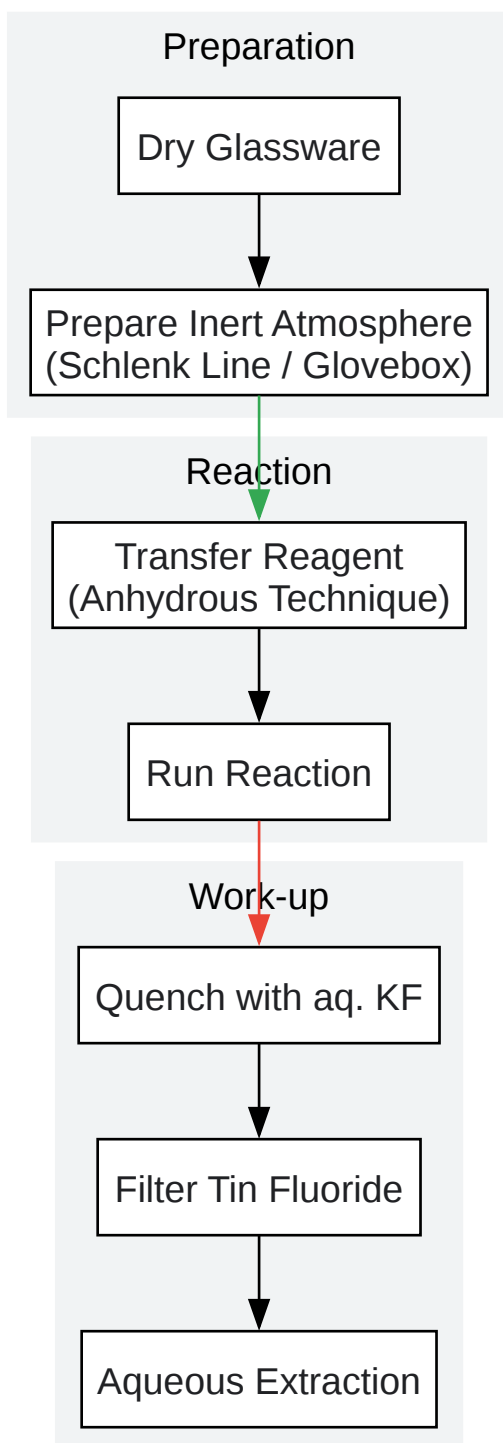 Preparation
Dry Glassware
Prepare Inert Atmosphere
(Schlenk Line / Glovebox)
Reaction
Transfer Reagent
(Anhydrous Technique)
Run Reaction
Work-up
Quench with aq. KF
Filter Tin Fluoride
Aqueous Extraction